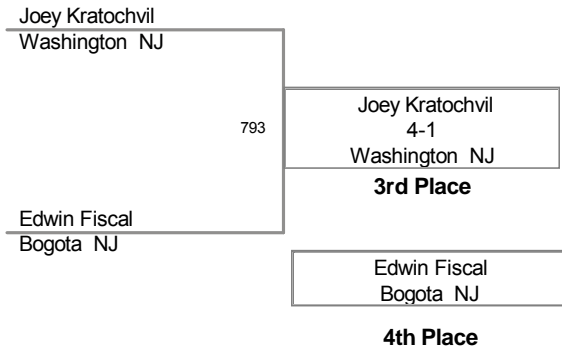 Joey Kratochvil
Washington NJ
793
Joey Kratochvil
4-1
Washington NJ
3rd Place
Edwin Fiscal
Bogota NJ
Edwin Fiscal
Bogota NJ
4th Place